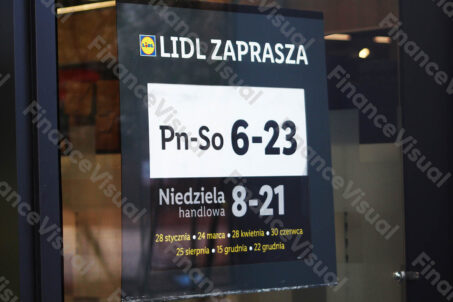 LIDL LIDL ZAPRASZA
Pn-So 6-23
Niedziela handlowa 8-21
28 stycznia • 24 marca • 28 kwietnia • 30 czerwca
25 sierpnia • 15 grudnia • 22 grudnia
FinanceVisual